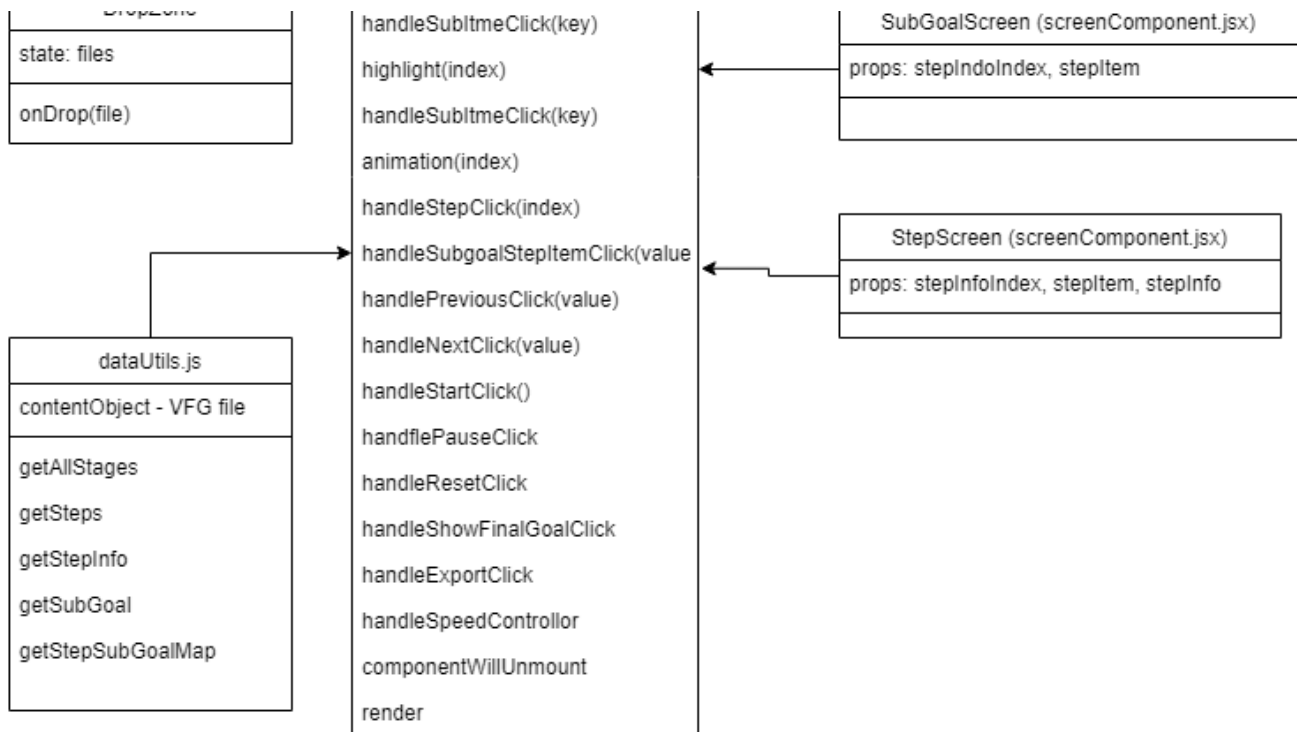 DropZone
state: files
onDrop(file)
handleSubItmeClick(key)
highlight(index)
handleSubItmeClick(key)
animation(index)
handleStepClick(index)
handleSubgoalStepItemClick(value
handlePreviousClick(value)
handleNextClick(value)
handleStartClick()
handflePauseClick
handleResetClick
handleShowFinalGoalClick
handleExportClick
handleSpeedControllor
componentWillUnmount
render
SubGoalScreen (screenComponent.jsx)
props: stepIndoIndex, stepItem
StepScreen (screenComponent.jsx)
props: stepInfoIndex, stepItem, stepInfo
dataUtils.js
contentObject - VFG file
getAllStages
getSteps
getStepInfo
getSubGoal
getStepSubGoalMap